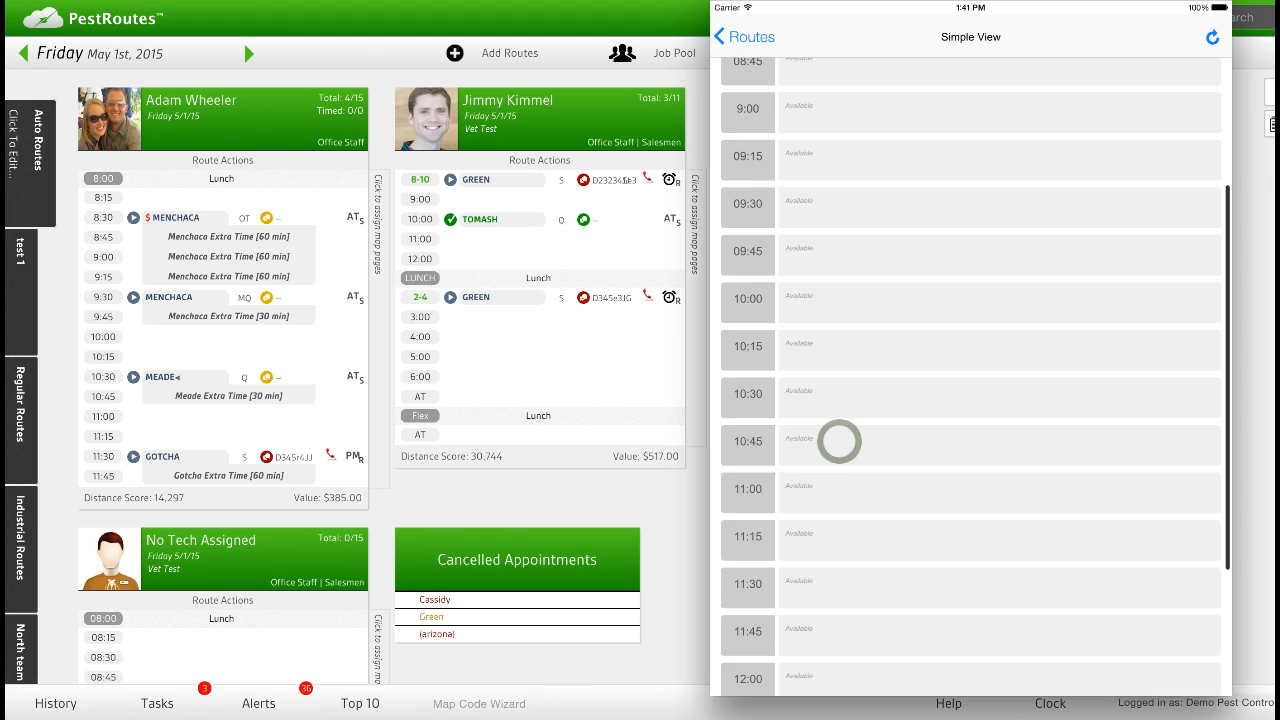 PestRoutes™
Friday May 1st, 2015
Add Routes
Job Pool
Auto Routes
Click To Edit...
test 1
Regular Routes
Industrial Routes
North team
Adam Wheeler
Total: 4/15
Friday 5/1/15
Timed: 0/0
Office Staff
Route Actions
8:00 Lunch
8:15
8:30 $ MENCHACA OT -- ATS
8:45 Menchaca Extra Time [60 min]
9:00 Menchaca Extra Time [60 min]
9:15 Menchaca Extra Time [60 min]
9:30 MENCHACA MQ -- ATS
9:45 Menchaca Extra Time [30 min]
10:00
10:15
10:30 MEADE Q -- ATS
10:45 Meade Extra Time [30 min]
11:00
11:15
11:30 GOTCHA S D345r4JJ PMR
11:45 Gotcha Extra Time [60 min]
Distance Score: 14,297 Value: $385.00
Click to assign map pages
Jimmy Kimmel
Total: 3/11
Friday 5/1/15
Vet Test
Office Staff | Salesmen
Route Actions
8-10 GREEN S R
9:00
10:00 TOMASH Q -- ATS
11:00
12:00
LUNCH Lunch
2-4 GREEN S D345e3JG R
3:00
4:00
5:00
6:00
AT
Flex Lunch
AT
Distance Score: 30,744 Value: $517.00
Click to assign map pages
No Tech Assigned
Total: 0/15
Friday 5/1/15
Vet Test
Office Staff | Salesmen
Route Actions
08:00 Lunch
08:15
08:30
08:45
Click to assign ma
Cancelled Appointments
Cassidy
Green
(arizona)
Carrier 1:41 PM 100%
Routes Simple View
arch
08:45 Available
9:00 Available
09:15 Available
09:30 Available
09:45 Available
10:00 Available
10:15 Available
10:30 Available
10:45 Available
11:00 Available
11:15 Available
11:30 Available
11:45 Available
12:00 Available
History
Tasks 3
Alerts 36
Top 10
Map Code Wizard
Help
Clock
Logged in as: Demo Pest Contro